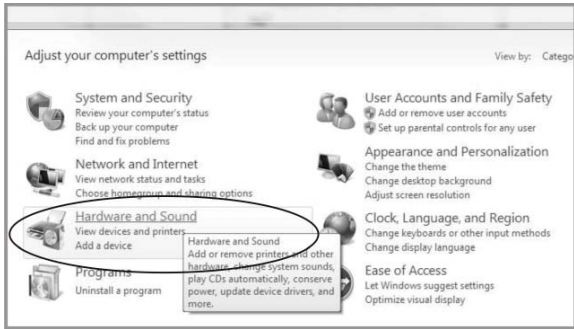 Adjust your computer's settings
View by: Catego
System and Security
Review your computer's status
Back up your computer
Find and fix problems
Network and Internet
View network status and tasks
Choose homegroup and sharing options
Hardware and Sound
View devices and printers
Add a device
Hardware and Sound
Add or remove printers and other
hardware, change system sounds,
play CDs automatically, conserve
power, update device drivers, and
more.
Programs
Uninstall a program
User Accounts and Family Safety
Add or remove user accounts
Set up parental controls for any user
Appearance and Personalization
Change the theme
Change desktop background
Adjust screen resolution
Clock, Language, and Region
Change keyboards or other input methods
Change display language
Ease of Access
Let Windows suggest settings
Optimize visual display